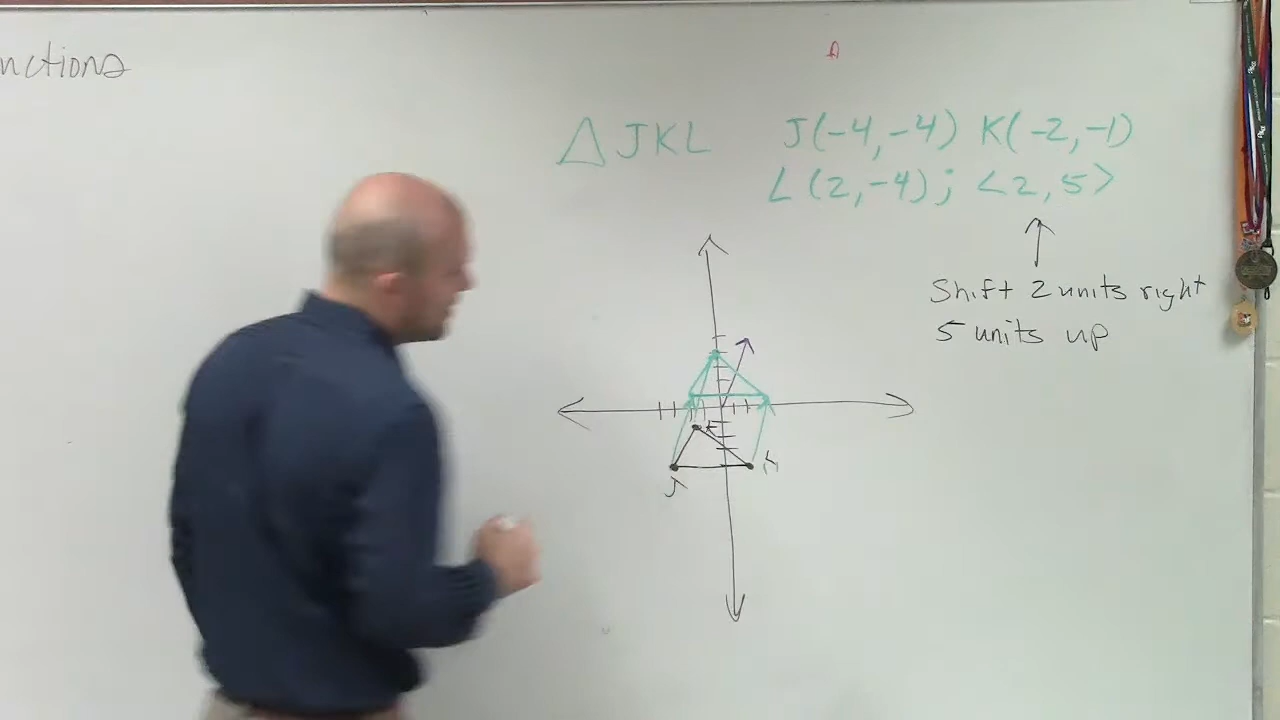 nctions
A
△ JKL J(-4,-4) K(-2,-1)
L(2,-4); <2,5>
Shift 2 units right
5 units up
J